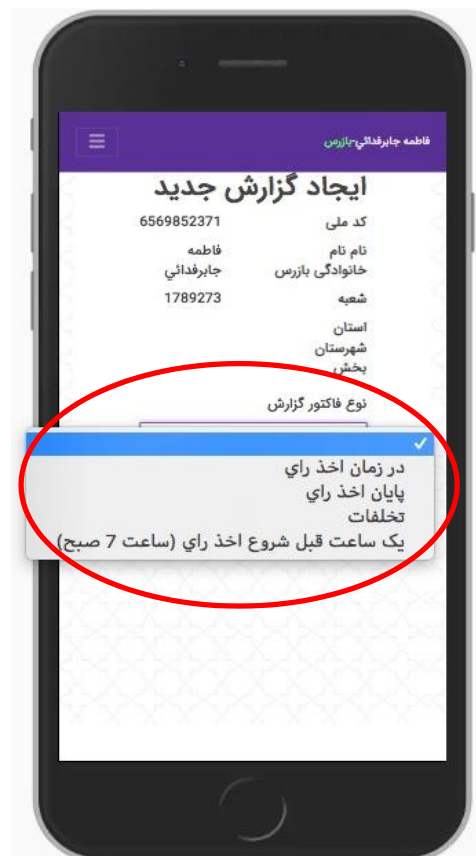 فاطمه جابرفدائي-بازرس
ایجاد گزارش جدید
کد ملی 6569852371
نام نام خانوادگی بازرس فاطمه جابرفدائي
شعبه 1789273
استان
شهرستان
بخش
نوع فاکتور گزارش
در زمان اخذ راي
پایان اخذ راي
تخلفات
یک ساعت قبل شروع اخذ راي (ساعت 7 صبح)